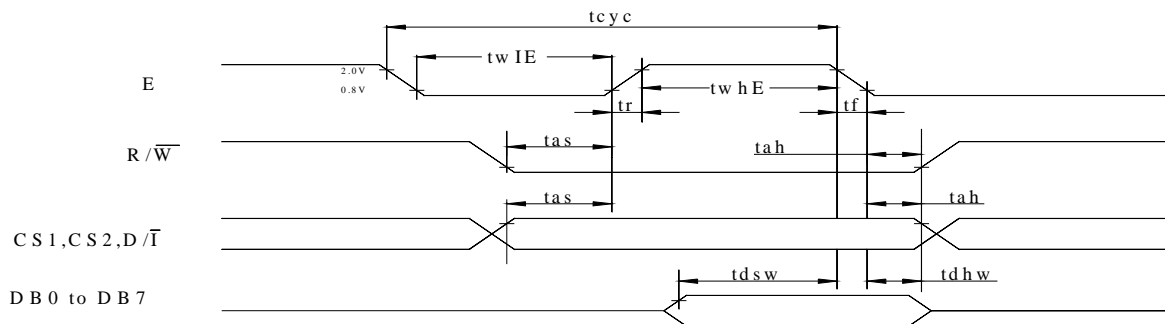 tcyc
twIE
2.0V
0.8V
E
twhE
tr
tf
R/W̅
tas
tah
tas
tah
CS1,CS2,D/I̅
tdsw
tdhw
DB0 to DB7